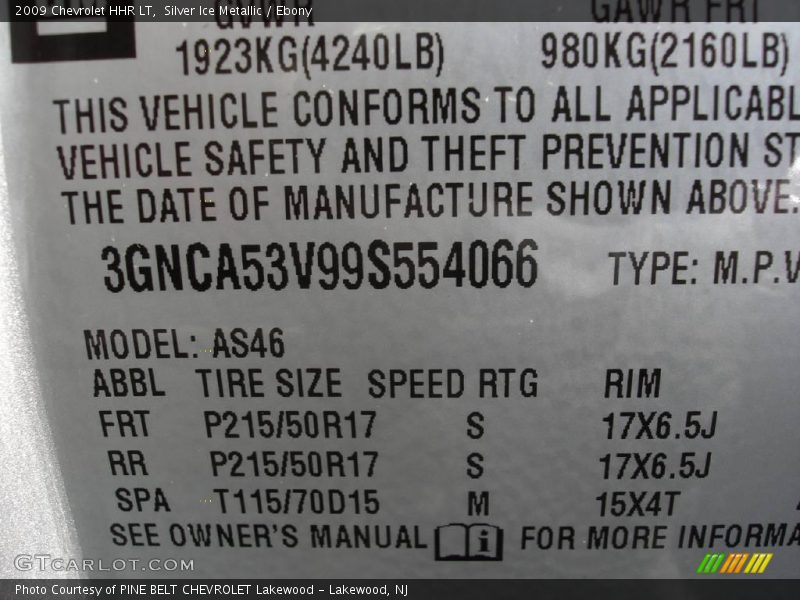 2009 Chevrolet HHR LT,  Silver Ice Metallic / Ebony
GVWR GAWR FRT
1923KG(4240LB) 980KG(2160LB)
THIS VEHICLE CONFORMS TO ALL APPLICABL
VEHICLE SAFETY AND THEFT PREVENTION ST
THE DATE OF MANUFACTURE SHOWN ABOVE.
3GNCA53V99S554066 TYPE: M.P.V
MODEL: AS46
ABBL TIRE SIZE SPEED RTG RIM
FRT P215/50R17 S 17X6.5J
RR P215/50R17 S 17X6.5J
SPA T115/70D15 M 15X4T
SEE OWNER'S MANUAL i FOR MORE INFORMA
GTCARLOT.COM
Photo Courtesy of PINE BELT CHEVROLET Lakewood - Lakewood, NJ